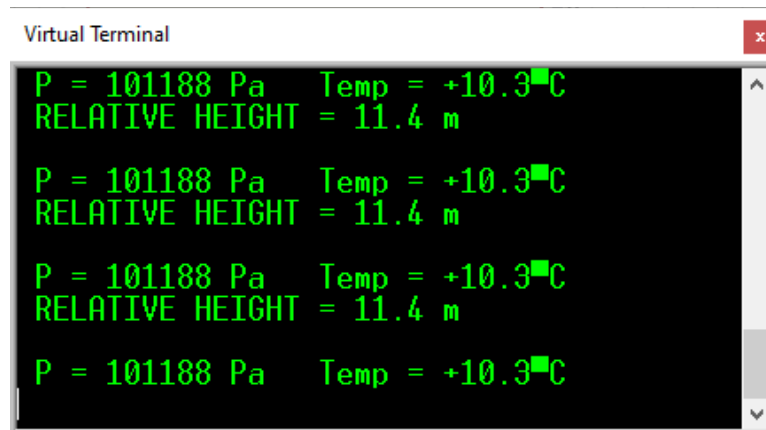 Virtual Terminal
x
P = 101188 Pa   Temp = +10.3▀C
RELATIVE HEIGHT = 11.4 m
P = 101188 Pa   Temp = +10.3▀C
RELATIVE HEIGHT = 11.4 m
P = 101188 Pa   Temp = +10.3▀C
RELATIVE HEIGHT = 11.4 m
P = 101188 Pa   Temp = +10.3▀C